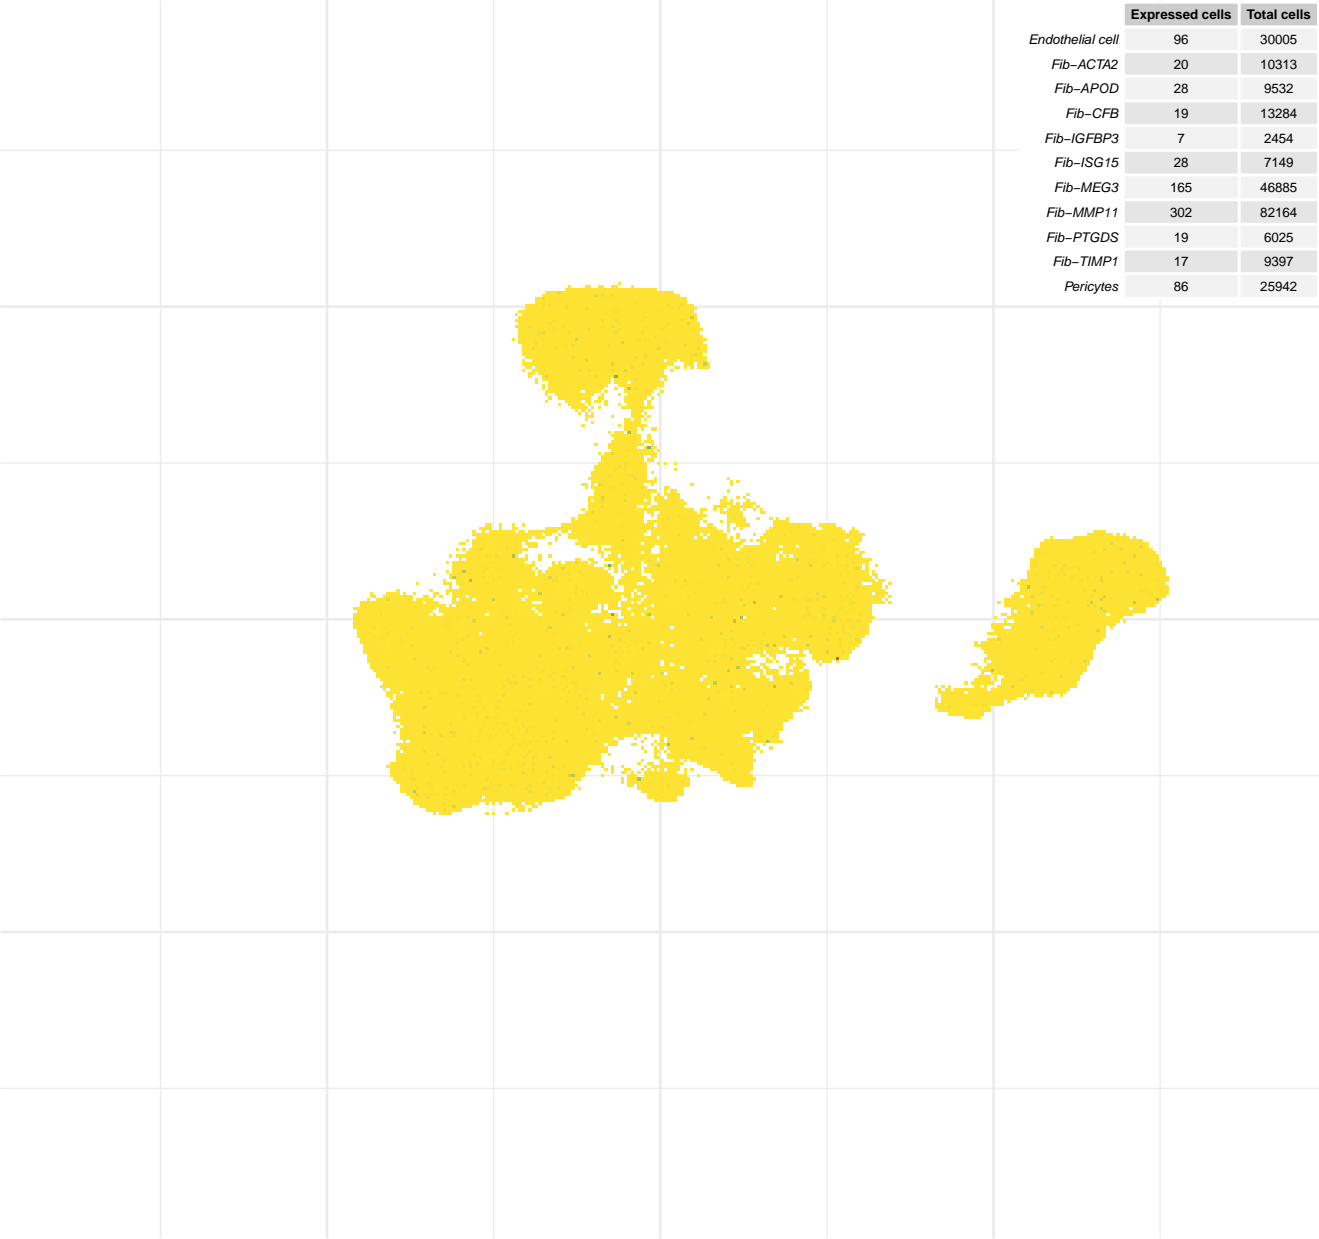 Expressed cells Total cells
Endothelial cell 96 30005
Fib−ACTA2 20 10313
Fib−APOD 28 9532
Fib−CFB 19 13284
Fib−IGFBP3 7 2454
Fib−ISG15 28 7149
Fib−MEG3 165 46885
Fib−MMP11 302 82164
Fib−PTGDS 19 6025
Fib−TIMP1 17 9397
Pericytes 86 25942